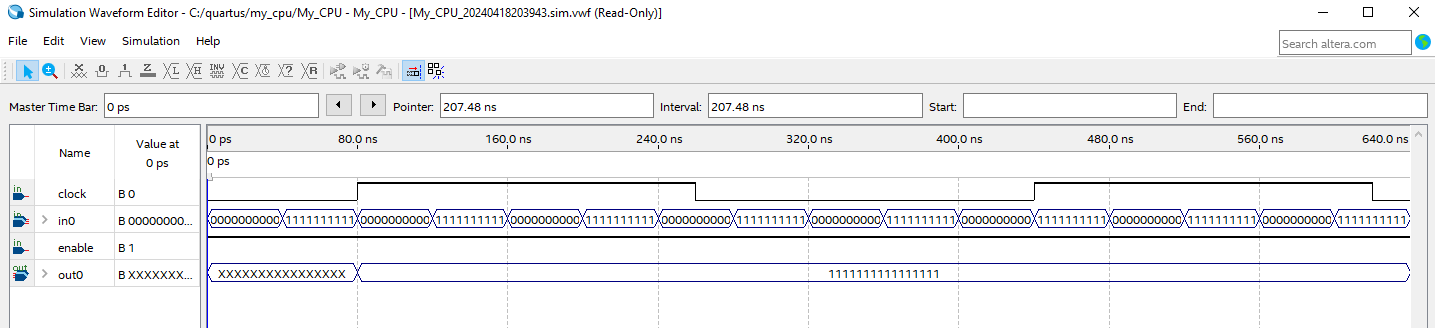 Simulation Waveform Editor - C:/quartus/my_cpu/My_CPU - My_CPU - [My_CPU_20240418203943.sim.vwf (Read-Only)]
File Edit View Simulation Help
Search altera.com
Master Time Bar: 0 ps Pointer: 207.48 ns Interval: 207.48 ns Start: End:
Name Value at 0 ps
0 ps 80.0 ns 160.0 ns 240.0 ns 320.0 ns 400.0 ns 480.0 ns 560.0 ns 640.0 ns
0 ps
in clock B 0
in in0 B 00000000... 0000000000 1111111111 0000000000 1111111111 0000000000 1111111111 0000000000 1111111111 0000000000 1111111111 0000000000 1111111111 0000000000 1111111111 0000000000 1111111111
in enable B 1
out out0 B XXXXXXX... XXXXXXXXXXXXXXXX 1111111111111111